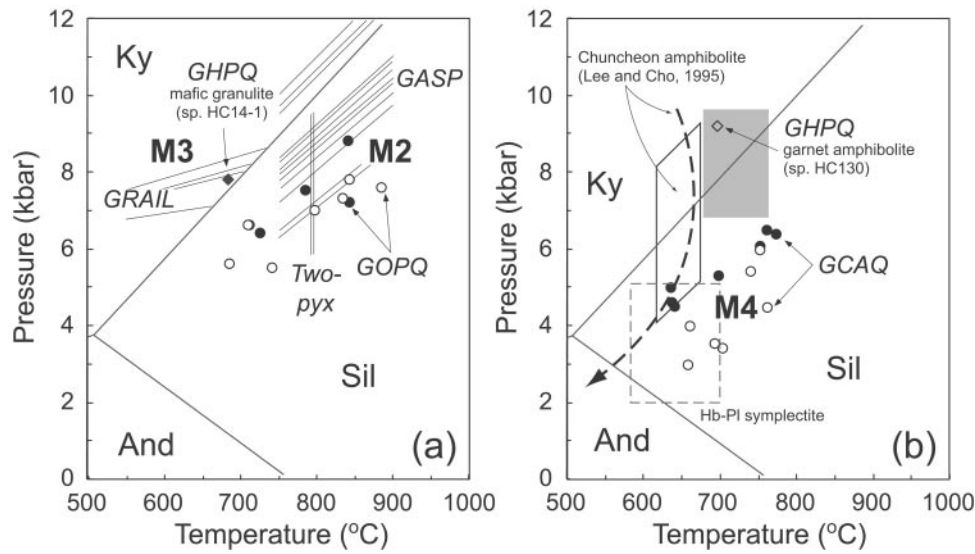 12
10
8
6
4
2
0
Pressure (kbar)
Ky
GHPQ
mafic granulite
(sp. HC14-1)
M3
GRAIL
GASP
M2
GOPQ
Two-
pyx
Sil
And
(a)
500 600 700 800 900 1000
Temperature (°C)
12
10
8
6
4
2
0
Pressure (kbar)
Chuncheon amphibolite
(Lee and Cho, 1995)
Ky
GHPQ
garnet amphibolite
(sp. HC130)
GCAQ
M4
Sil
Hb-Pl symplectite
And
(b)
500 600 700 800 900 1000
Temperature (°C)